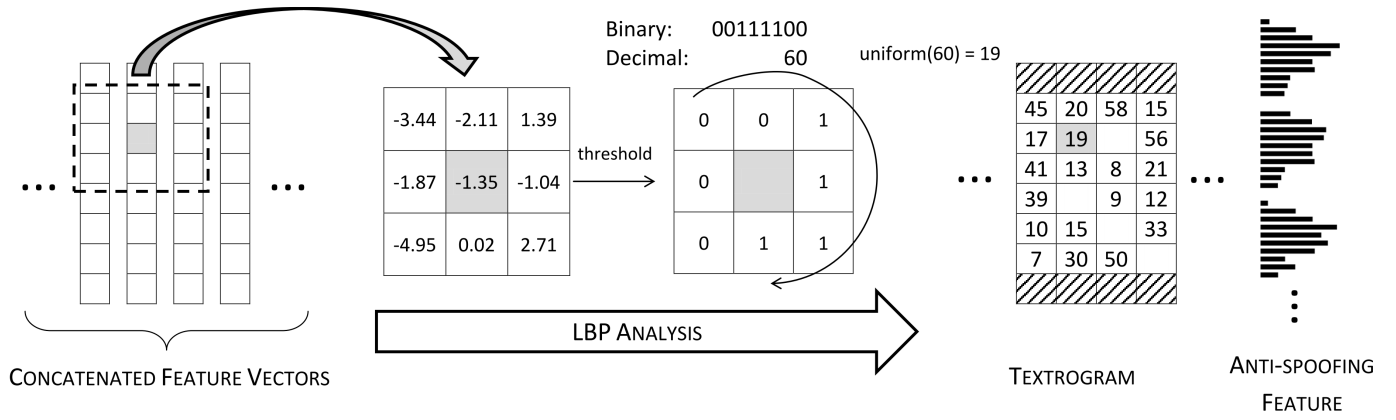 Binary: 00111100
Decimal: 60
uniform(60) = 19
-3.44 -2.11 1.39
-1.87 -1.35 -1.04
-4.95 0.02 2.71
threshold
0 0 1
0 1
0 1 1
45 20 58 15
17 19 56
41 13 8 21
39 9 12
10 15 33
7 30 50
... ... ... ...
LBP ANALYSIS
CONCATENATED FEATURE VECTORS
TEXTROGRAM
ANTI-SPOOFING
FEATURE